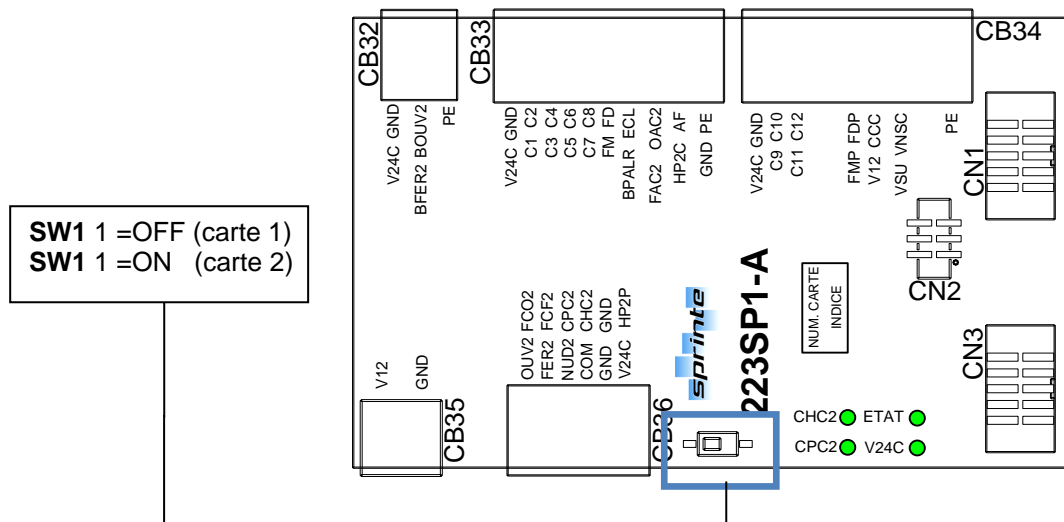 CB32
CB33
CB34
V24C GND
BFER2 BOUV2
PE
V24C GND
C1 C2
C3 C4
C5 C6
C7 C8
FM FD
BPALR ECL
FAC2 OAC2
HP2C AF
GND PE
V24C GND
C9 C10
C11 C12
FMP FDP
V12 CCC
VSU VNSC
PE
CN1
SW1 1 =OFF (carte 1)
SW1 1 =ON (carte 2)
CN2
NUM. CARTE
INDICE
sprinte
223SP1-A
CN3
V12
GND
CB35
OUV2 FCO2
FER2 FCF2
NUD2 CPC2
COM CHC2
GND GND
V24C HP2P
CB36
CHC2 ETAT
CPC2 V24C